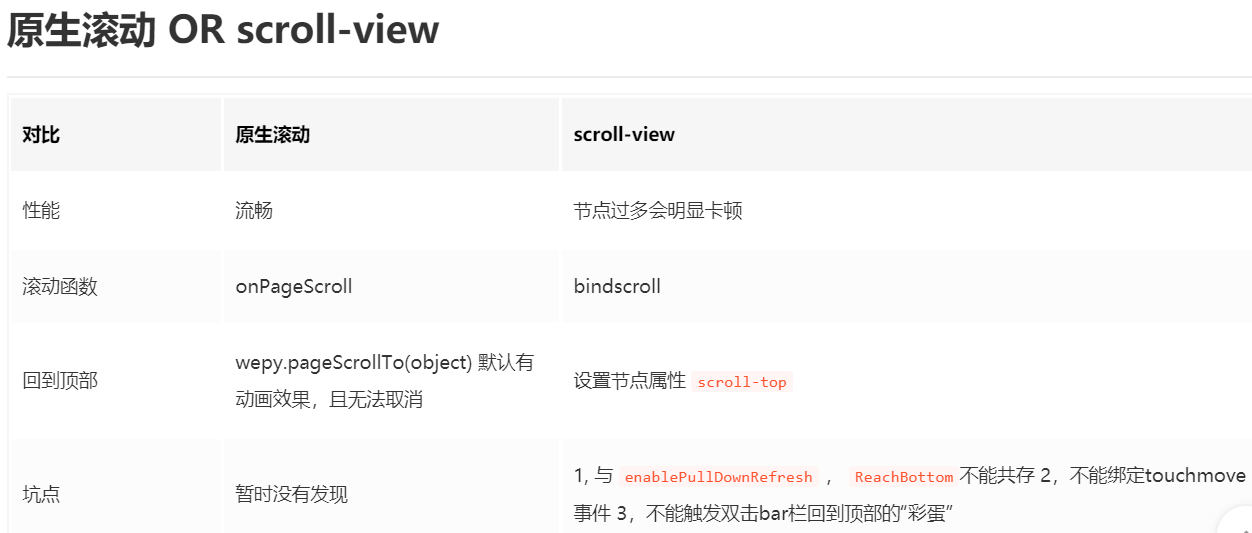 原生滚动 OR scroll-view
对比 原生滚动 scroll-view
性能 流畅 节点过多会明显卡顿
滚动函数 onPageScroll bindscroll
回到顶部 wepy.pageScrollTo(object) 默认有
动画效果，且无法取消 设置节点属性 scroll-top
坑点 暂时没有发现 1, 与 enablePullDownRefresh ， ReachBottom 不能共存 2，不能绑定touchmove
事件 3，不能触发双击bar栏回到顶部的“彩蛋”